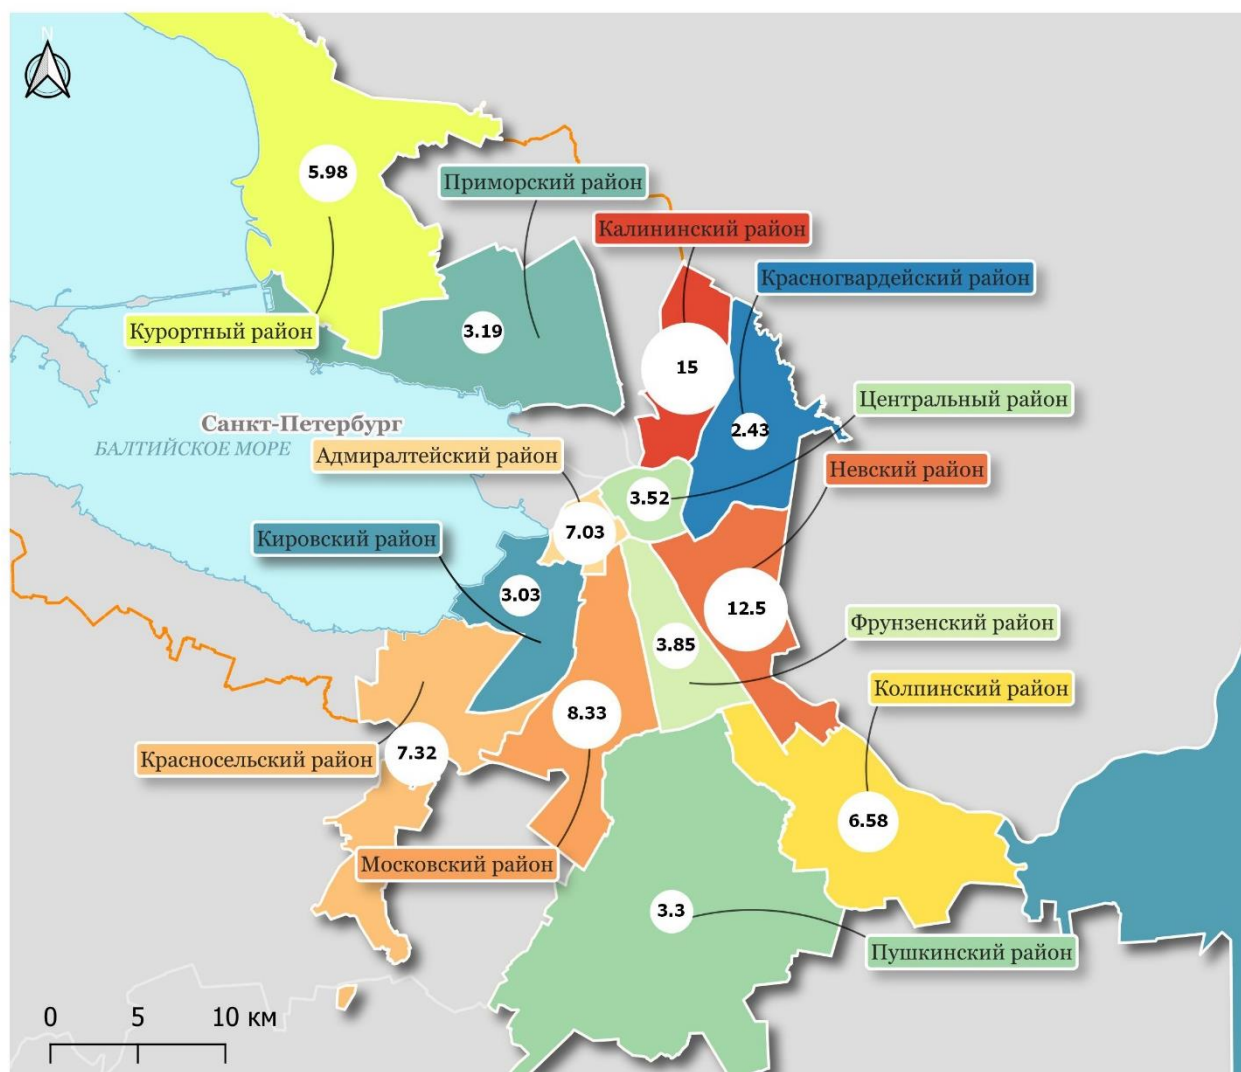 N
5.98
Приморский район
Калининский район
Красногвардейский район
Курортный район
3.19
15
Центральный район
Санкт-Петербург
БАЛТИЙСКОЕ МОРЕ
2.43
Адмиралтейский район
Невский район
3.52
Кировский район
7.03
3.03
12.5
Фрунзенский район
3.85
Колпинский район
8.33
Красносельский район
7.32
6.58
Московский район
3.3
Пушкинский район
0 5 10 км